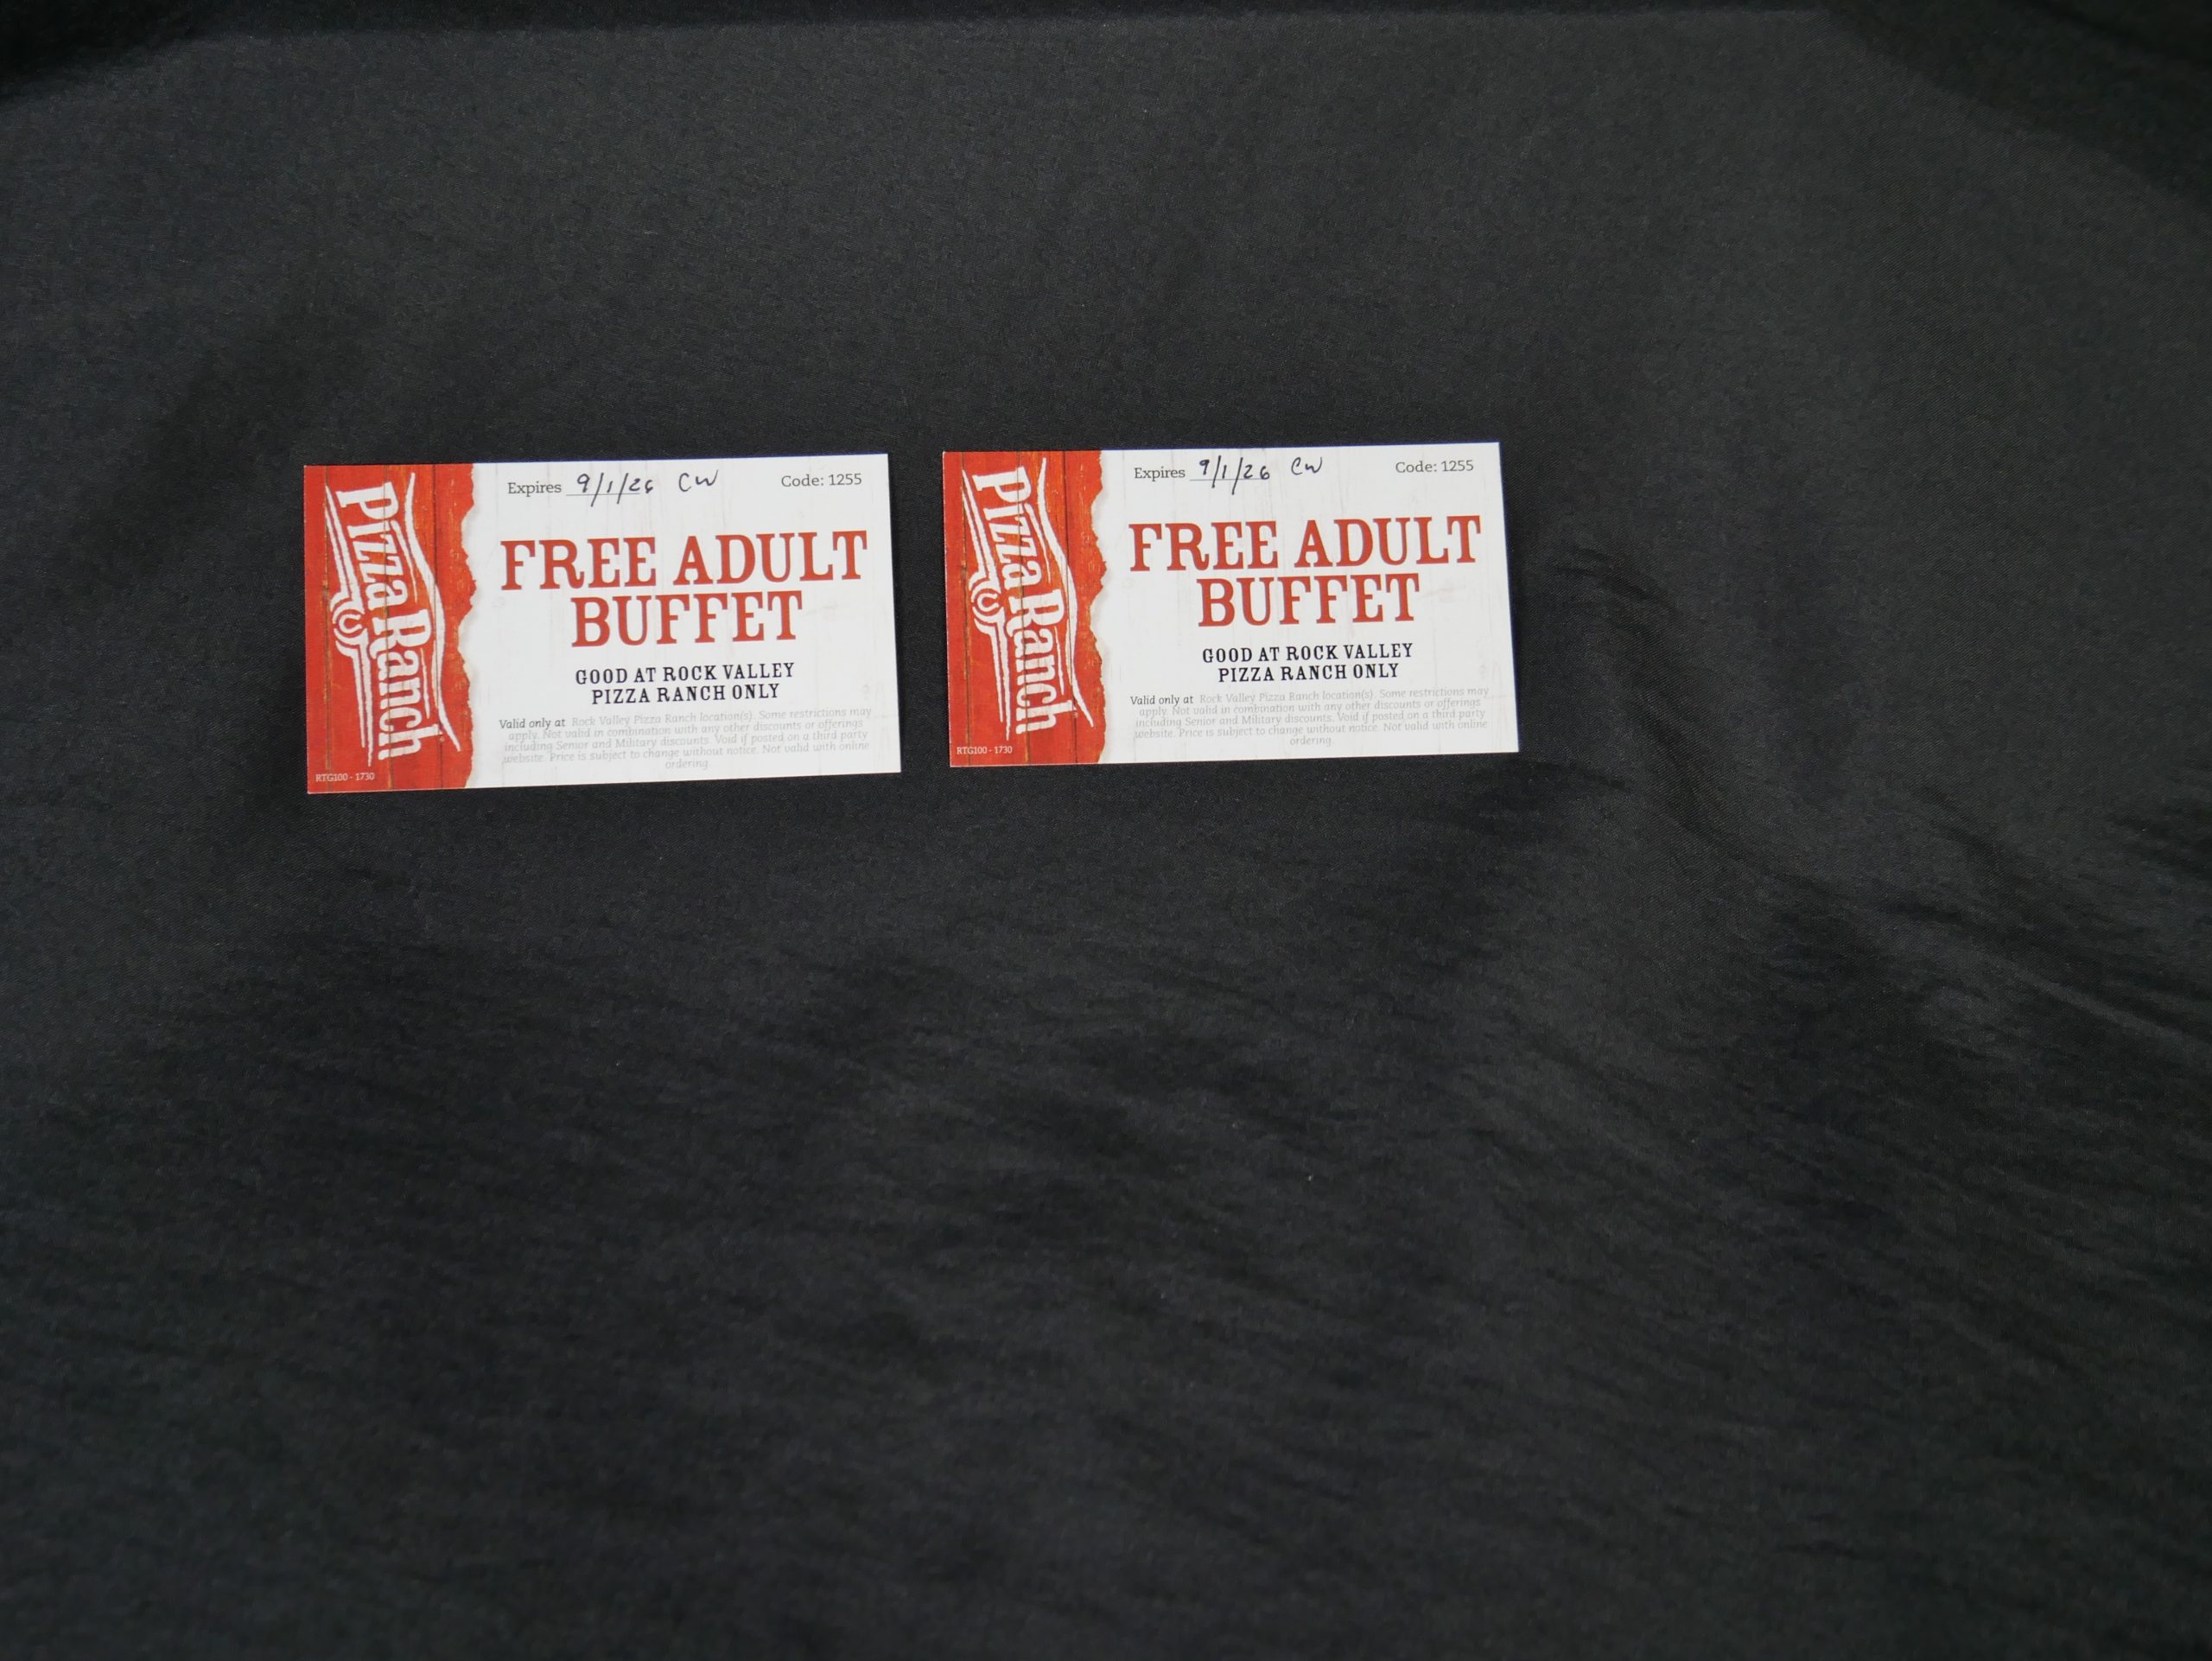 Expires 9/1/26 CW Code: 1255
FREE ADULT
BUFFET
GOOD AT ROCK VALLEY
PIZZA RANCH ONLY
Valid only at Rock Valley Pizza Ranch location(s). Some restrictions may
apply. Not valid in combination with any other discounts or offerings
including Senior and Military discounts. Void if posted on a third party
website. Price is subject to change without notice. Not valid with online
ordering.
Pizza Ranch
RTG100 - 1730
Expires 9/1/26 CW Code: 1255
FREE ADULT
BUFFET
GOOD AT ROCK VALLEY
PIZZA RANCH ONLY
Valid only at Rock Valley Pizza Ranch location(s). Some restrictions may
apply. Not valid in combination with any other discounts or offerings
including Senior and Military discounts. Void if posted on a third party
website. Price is subject to change without notice. Not valid with online
ordering.
Pizza Ranch
RTG100 - 1730